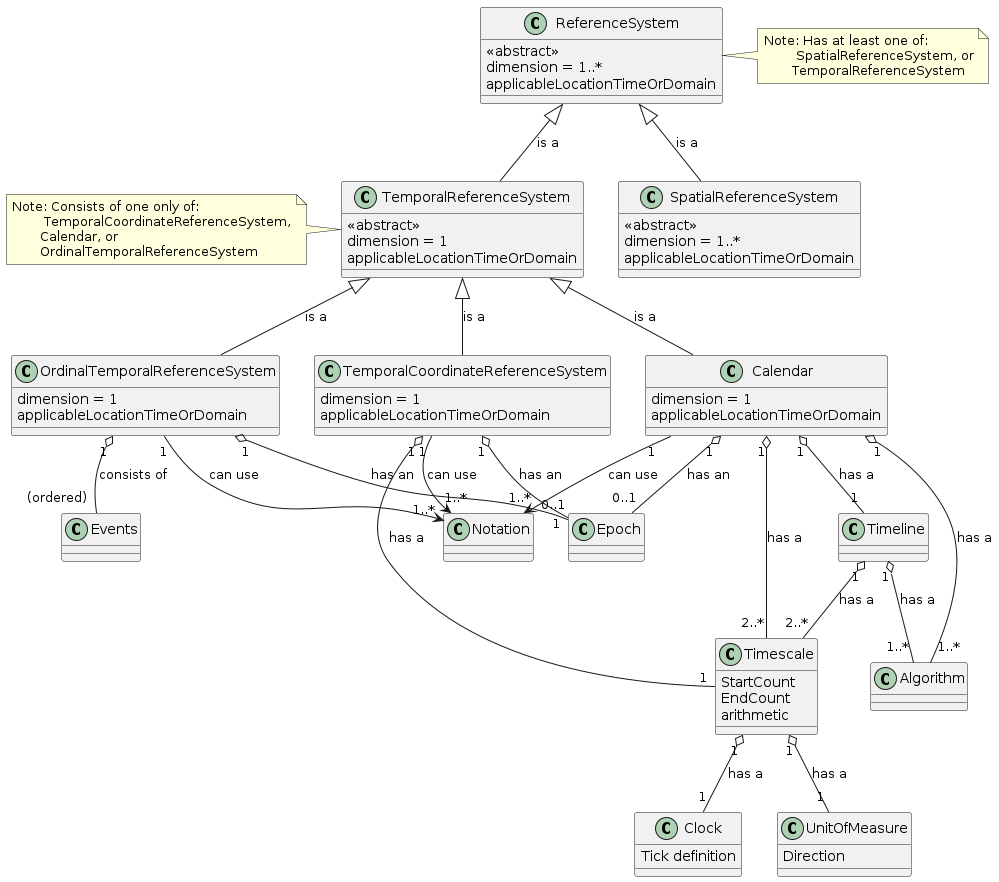 C ReferenceSystem
«abstract»
dimension = 1..*
applicableLocationTimeOrDomain
Note: Has at least one of:
SpatialReferenceSystem, or
TemporalReferenceSystem
is a
is a
Note: Consists of one only of:
TemporalCoordinateReferenceSystem,
Calendar, or
OrdinalTemporalReferenceSystem
C TemporalReferenceSystem
«abstract»
dimension = 1
applicableLocationTimeOrDomain
C SpatialReferenceSystem
«abstract»
dimension = 1..*
applicableLocationTimeOrDomain
is a
is a
is a
C OrdinalTemporalReferenceSystem
dimension = 1
applicableLocationTimeOrDomain
C TemporalCoordinateReferenceSystem
dimension = 1
applicableLocationTimeOrDomain
C Calendar
dimension = 1
applicableLocationTimeOrDomain
1 1 1 1 1 1 1 1 1 1 1
consists of can use has an can use has an can use has an has a
(ordered) 1..* 1..* 1..* 0..1 1 0..1 1
C Events
C Notation
C Epoch
C Timeline
has a has a has a
1 1
has a has a
2..* 2..* 1..* 1..*
1
C Timescale
StartCount
EndCount
arithmetic
C Algorithm
1 1
has a has a
1 1
C Clock
Tick definition
C UnitOfMeasure
Direction